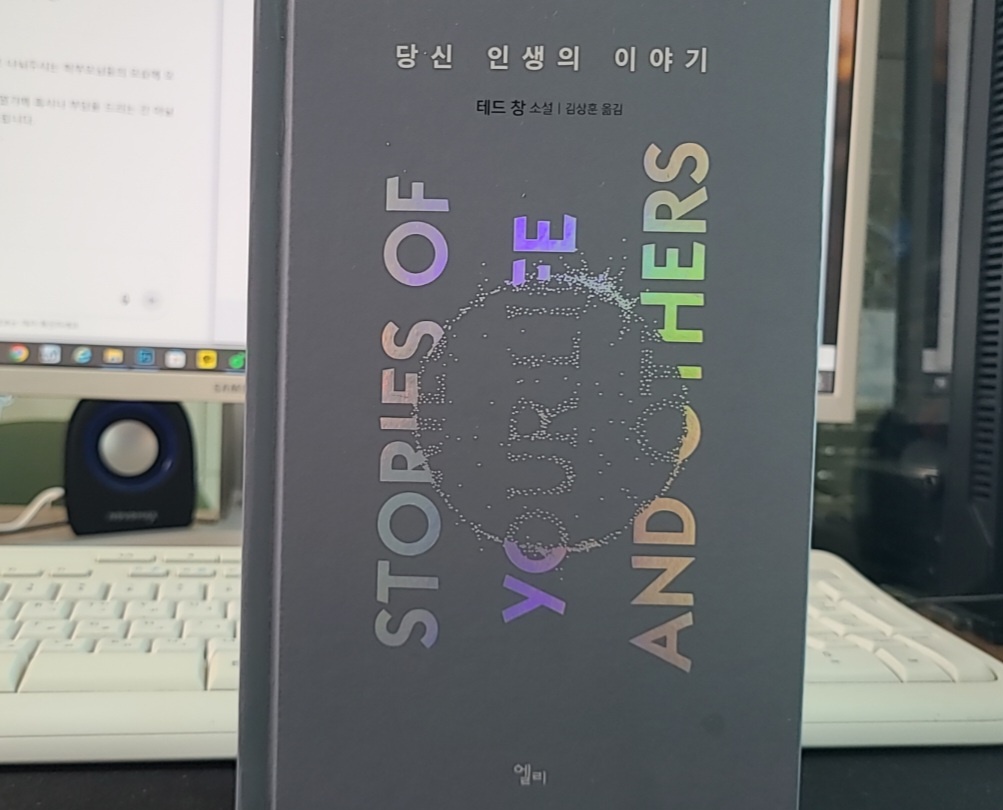 당신 인생의 이야기
테드 창 소설 | 김상훈 옮김
STORIES OF
YOUR LIFE
AND OTHERS
엘리